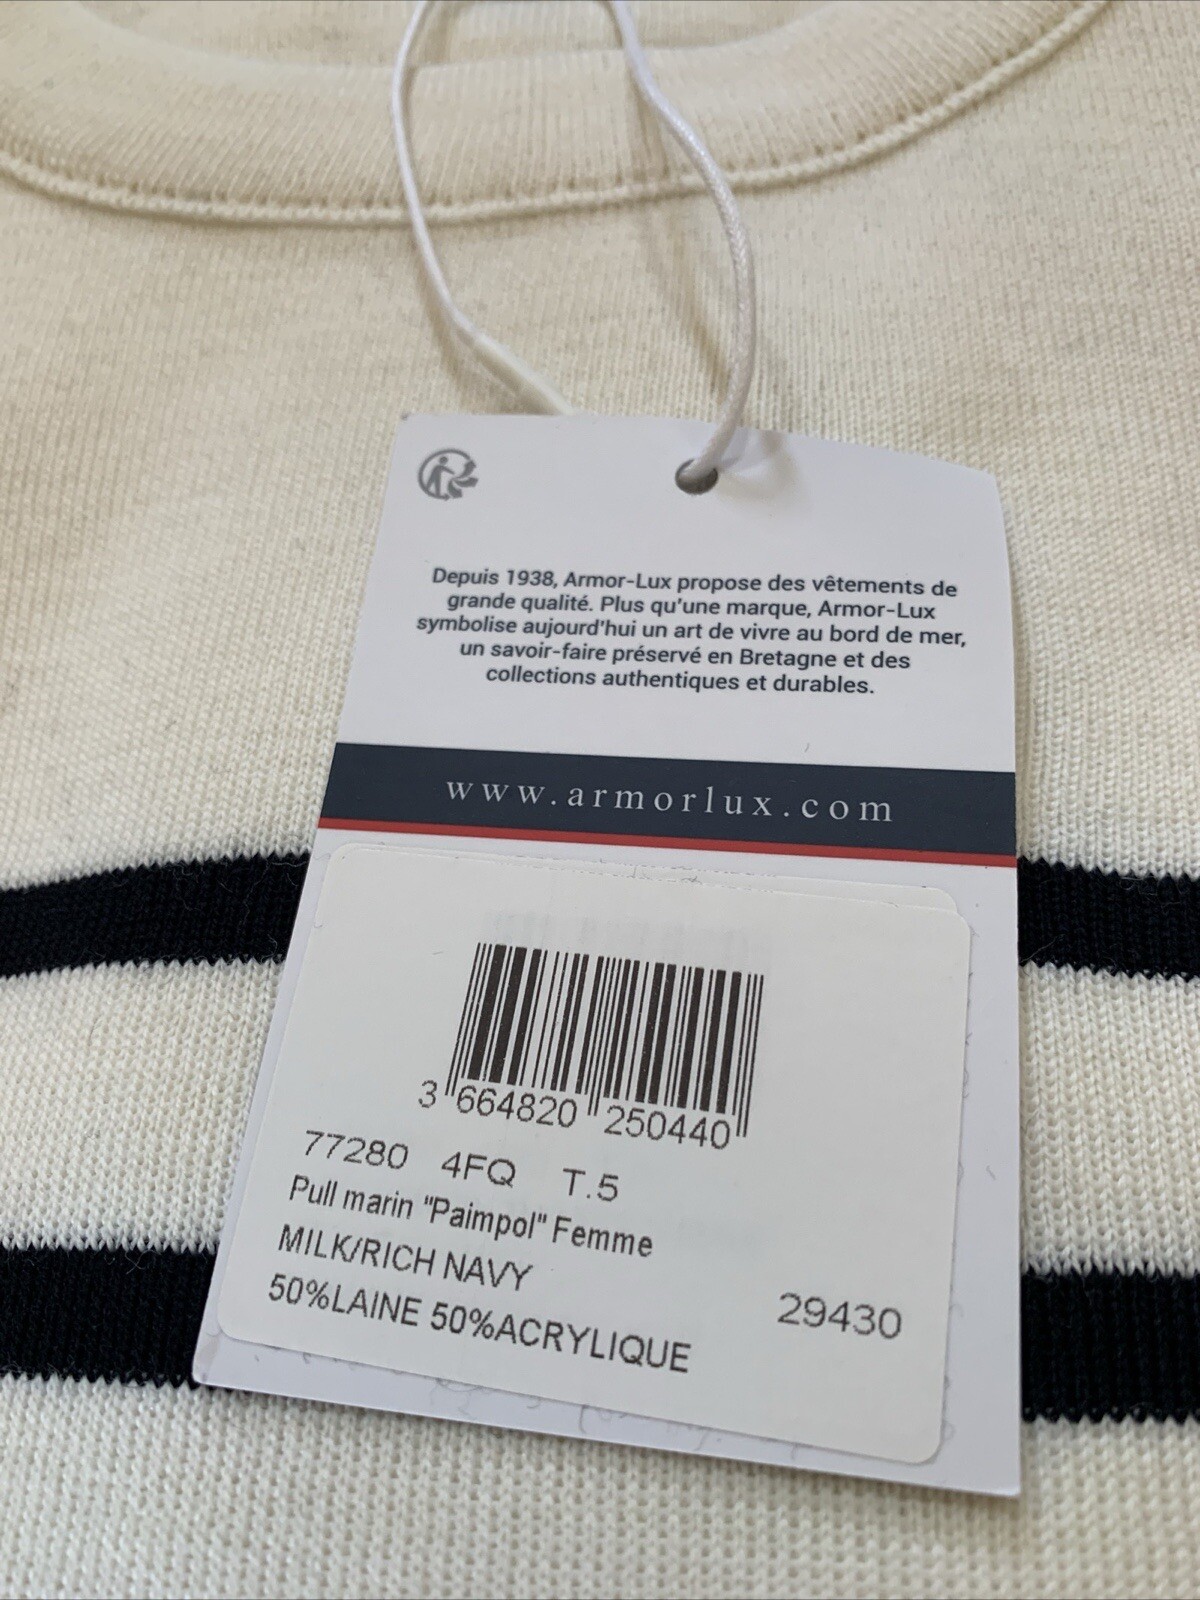 Depuis 1938, Armor-Lux propose des vêtements de
grande qualité. Plus qu'une marque, Armor-Lux
symbolise aujourd'hui un art de vivre au bord de mer,
un savoir-faire préservé en Bretagne et des
collections authentiques et durables.
www.armorlux.com
3 664820 250440
77280 4FQ T.5
Pull marin "Paimpol" Femme
MILK/RICH NAVY
50%LAINE 50%ACRYLIQUE
29430